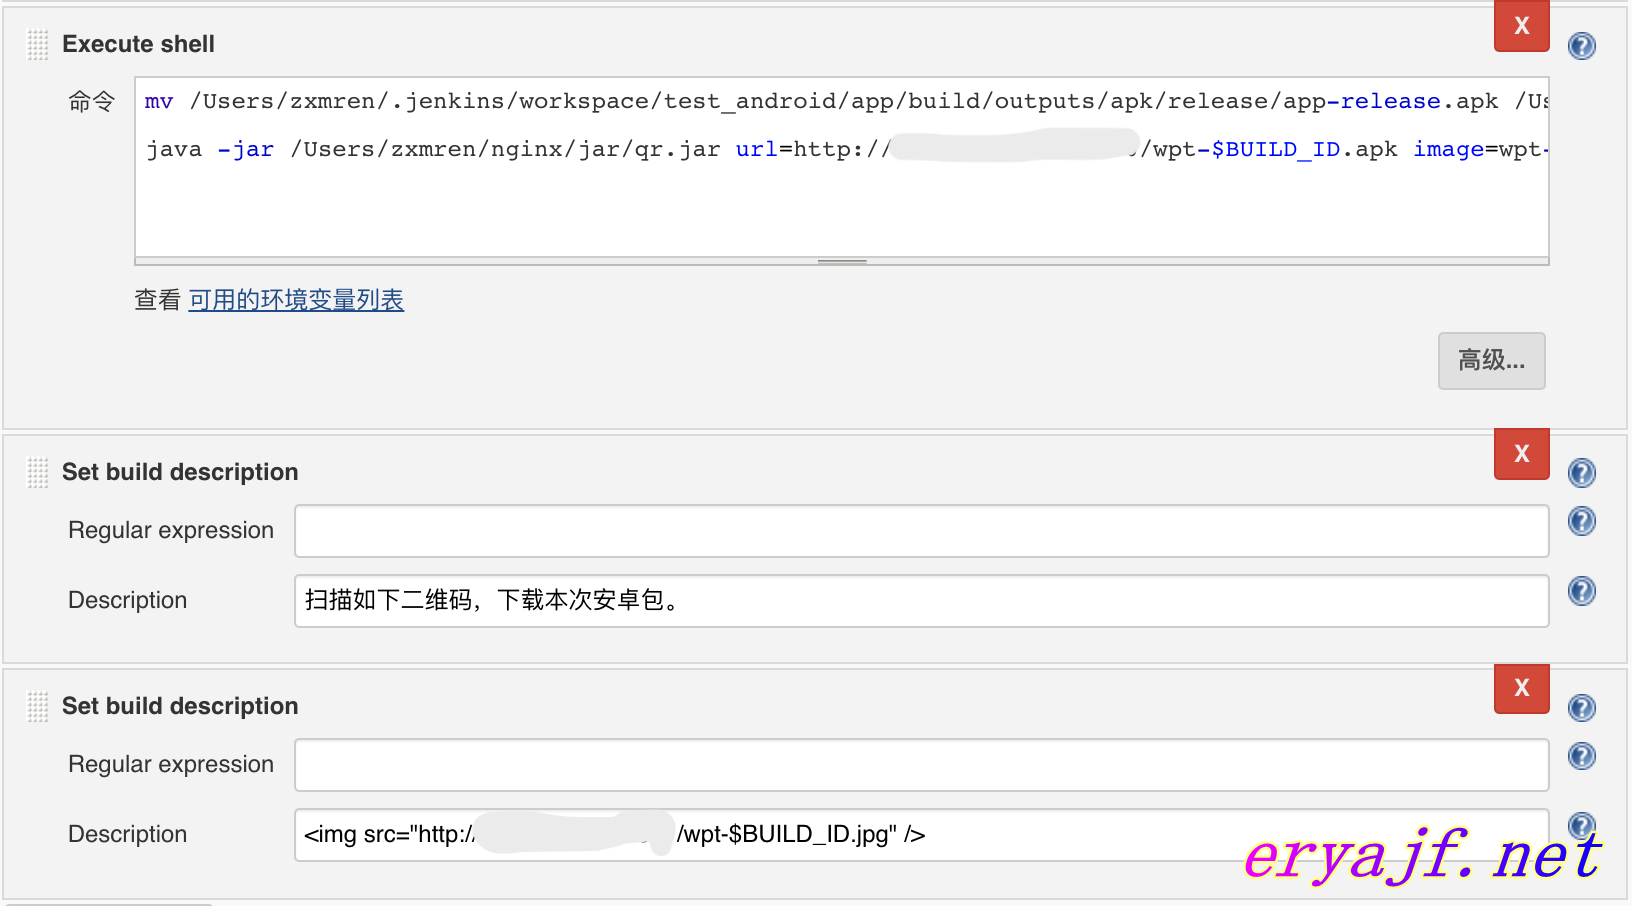 X
Execute shell
命令
mv /Users/zxmren/.jenkins/workspace/test_android/app/build/outputs/apk/release/app-release.apk
java -jar /Users/zxmren/nginx/jar/qr.jar url=http:// /wpt-$BUILD_ID.apk image=wpt-
查看 可用的环境变量列表
高级...
X
Set build description
Regular expression
Description 扫描如下二维码，下载本次安卓包。
X
Set build description
Regular expression
Description <img src="http:/ /wpt-$BUILD_ID.jpg" />
eryajf.net